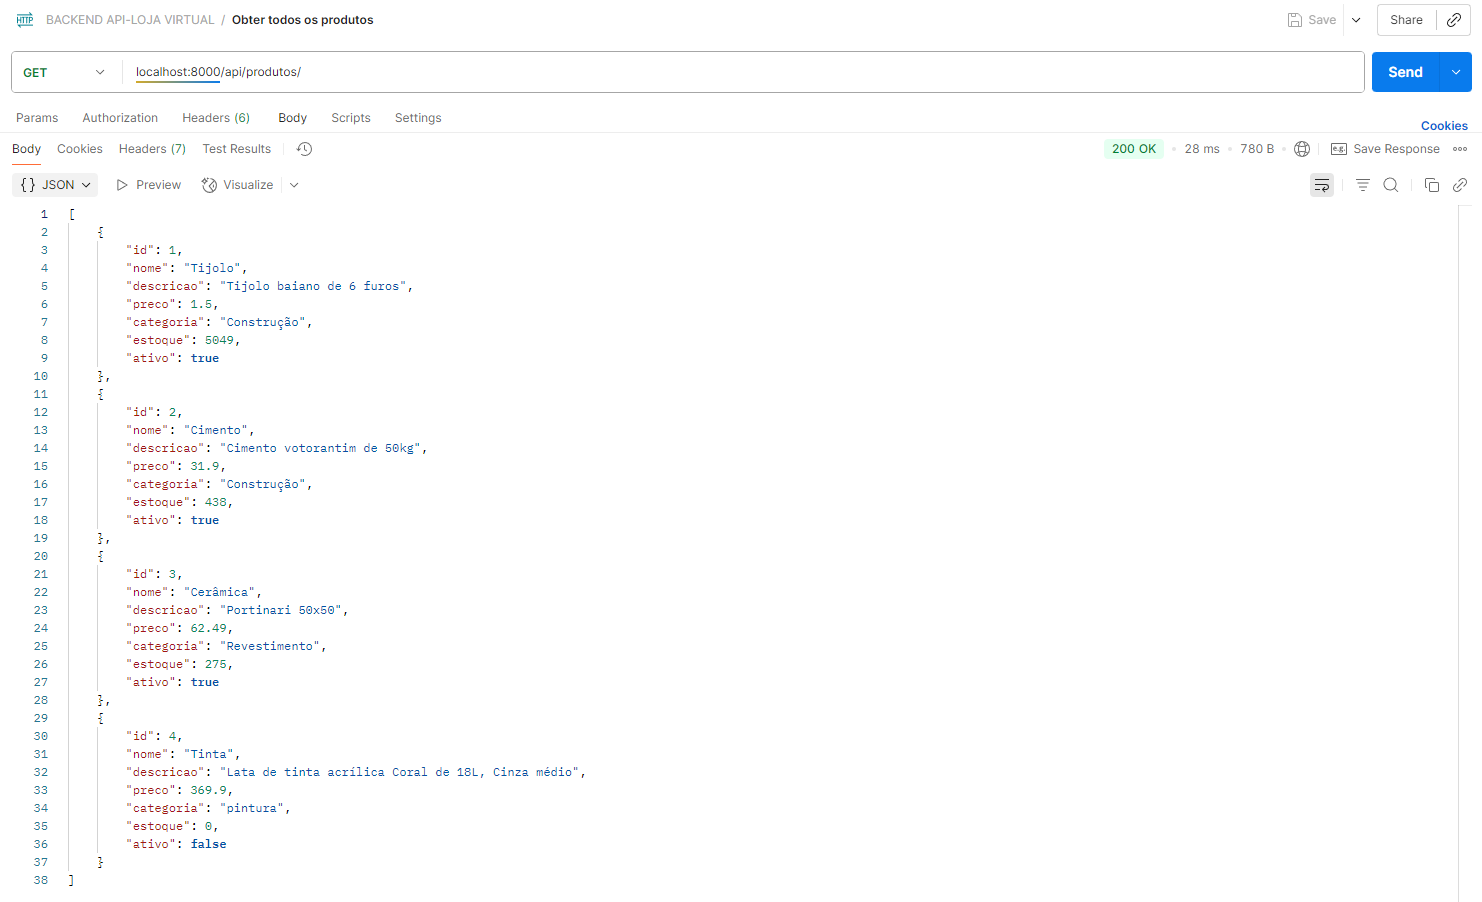 HTTP BACKEND API-LOJA VIRTUAL / Obter todos os produtos Save Share
GET localhost:8000/api/produtos/ Send
Params Authorization Headers (6) Body Scripts Settings
Cookies
Body Cookies Headers (7) Test Results 200 OK • 28 ms • 780 B e.g. Save Response
{} JSON Preview Visualize
1 [
2 {
3 "id": 1,
4 "nome": "Tijolo",
5 "descricao": "Tijolo baiano de 6 furos",
6 "preco": 1.5,
7 "categoria": "Construção",
8 "estoque": 5049,
9 "ativo": true
10 },
11 {
12 "id": 2,
13 "nome": "Cimento",
14 "descricao": "Cimento votorantim de 50kg",
15 "preco": 31.9,
16 "categoria": "Construção",
17 "estoque": 438,
18 "ativo": true
19 },
20 {
21 "id": 3,
22 "nome": "Cerâmica",
23 "descricao": "Portinari 50x50",
24 "preco": 62.49,
25 "categoria": "Revestimento",
26 "estoque": 275,
27 "ativo": true
28 },
29 {
30 "id": 4,
31 "nome": "Tinta",
32 "descricao": "Lata de tinta acrílica Coral de 18L, Cinza médio",
33 "preco": 369.9,
34 "categoria": "pintura",
35 "estoque": 0,
36 "ativo": false
37 }
38 ]